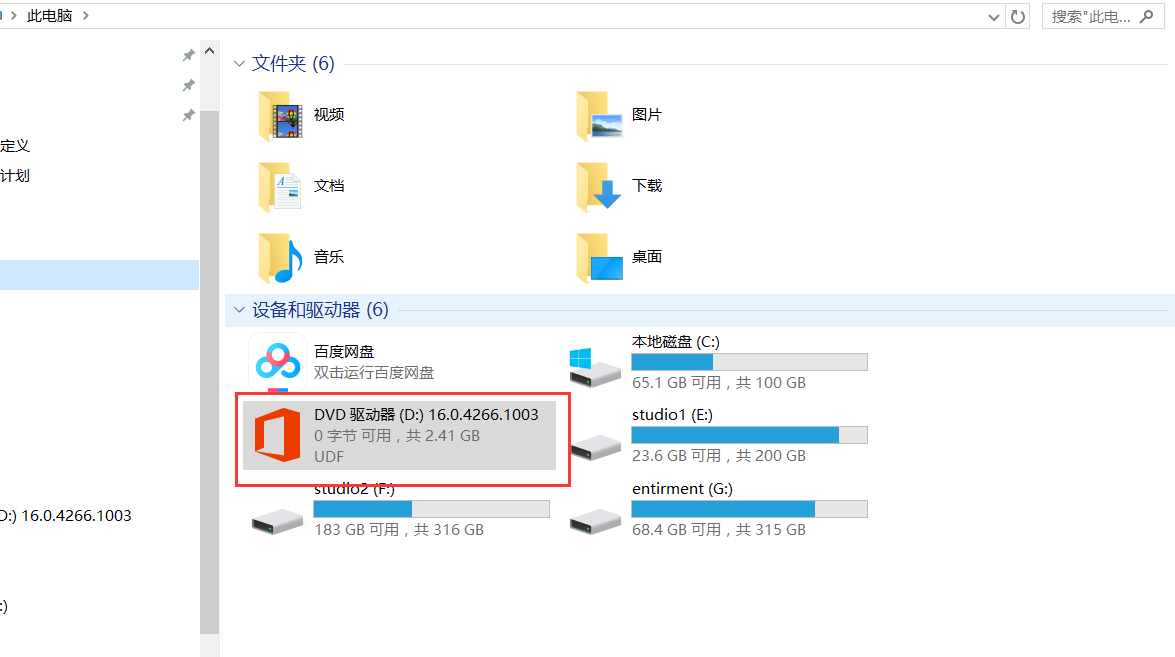 此电脑
搜索"此电...
定义
计划
D:) 16.0.4266.1003
:)
文件夹 (6)
视频
图片
文档
下载
音乐
桌面
设备和驱动器 (6)
百度网盘
双击运行百度网盘
本地磁盘 (C:)
65.1 GB 可用，共 100 GB
DVD 驱动器 (D:) 16.0.4266.1003
0 字节 可用，共 2.41 GB
UDF
studio1 (E:)
23.6 GB 可用，共 200 GB
studio2 (F:)
183 GB 可用，共 316 GB
entirment (G:)
68.4 GB 可用，共 315 GB